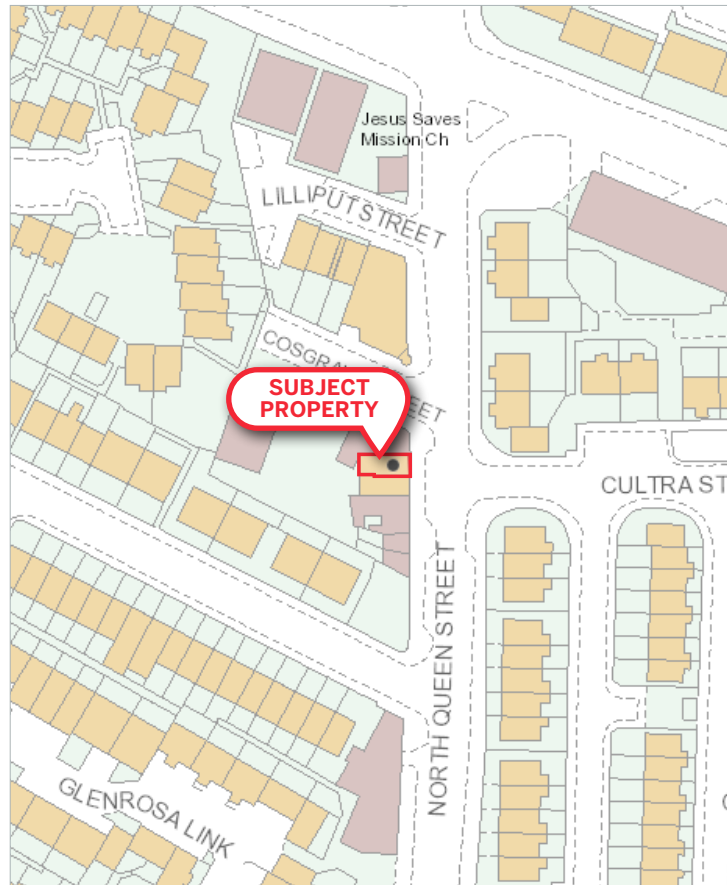 Jesus Saves
Mission Ch
LILLIPUT STREET
SUBJECT
PROPERTY
CULTRA ST
NORTH QUEEN STREET
GLENROSA LINK